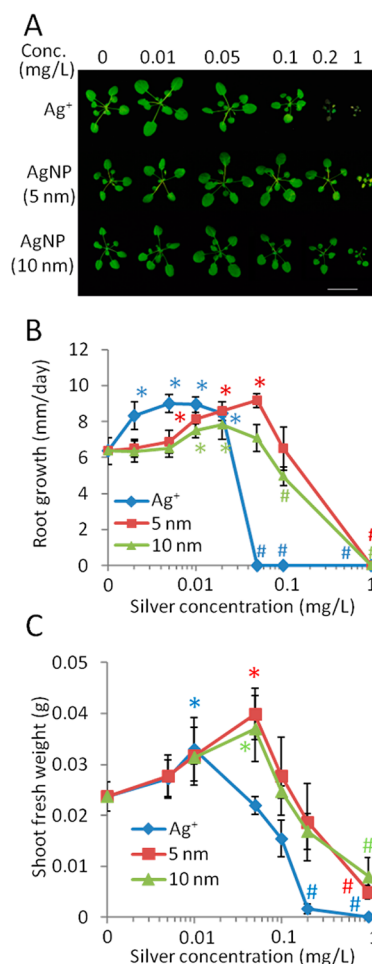 A
Conc. 0 0.01 0.05 0.1 0.2 1
(mg/L)
Ag⁺
AgNP
(5 nm)
AgNP
(10 nm)
B
Root growth (mm/day)
12
10
8
6
4
2
0
* * * * * * * * *
# # # # # #
Ag⁺
5 nm
10 nm
0 0.01 0.1 1
Silver concentration (mg/L)
C
Shoot fresh weight (g)
0.05
0.04
0.03
0.02
0.01
0
* * *
# # # #
Ag⁺
5 nm
10 nm
0 0.01 0.1 1
Silver concentration (mg/L)